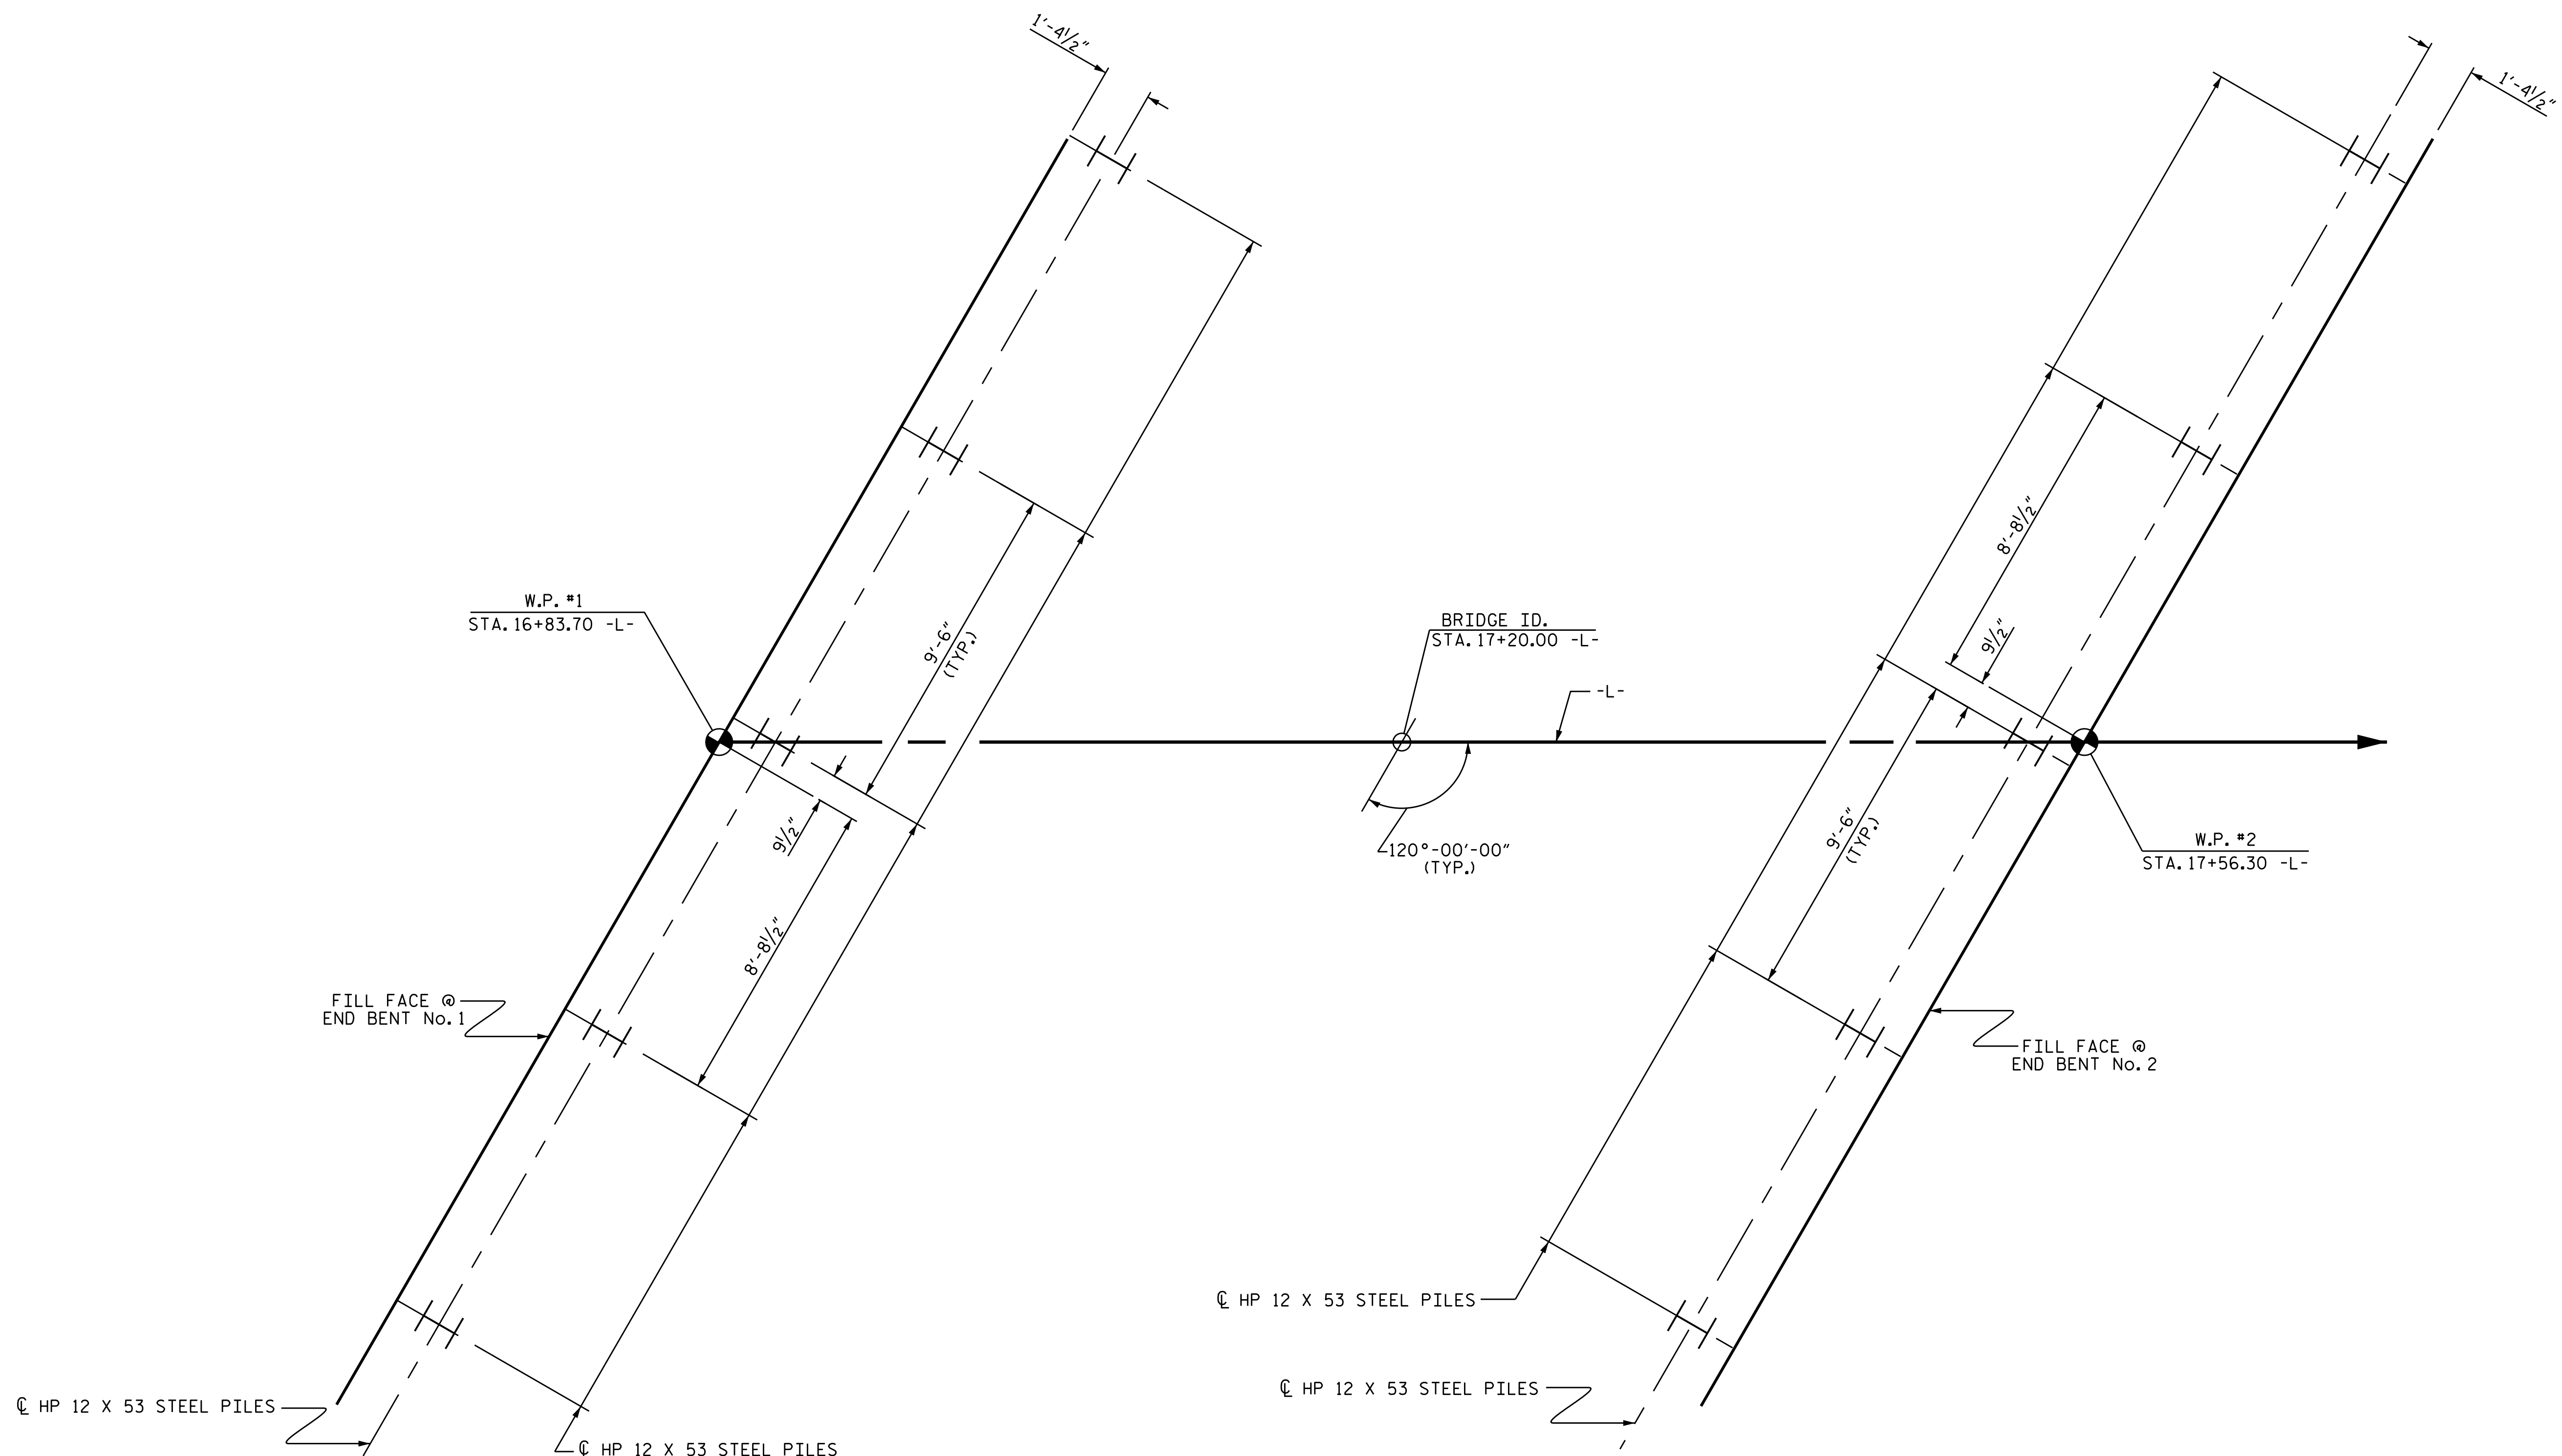 1'-4½"
1'-4½"
8'-8½"
W.P. #1
STA. 16+83.70 -L-
9'-6"
(TYP.)
BRIDGE ID.
STA. 17+20.00 -L-
9½"
-L-
9½"
120°-00'-00"
(TYP.)
9'-6"
(TYP.)
W.P. #2
STA. 17+56.30 -L-
8'-8½"
FILL FACE @
END BENT No. 1
FILL FACE @
END BENT No. 2
℄ HP 12 X 53 STEEL PILES
℄ HP 12 X 53 STEEL PILES
℄ HP 12 X 53 STEEL PILES
℄ HP 12 X 53 STEEL PILES